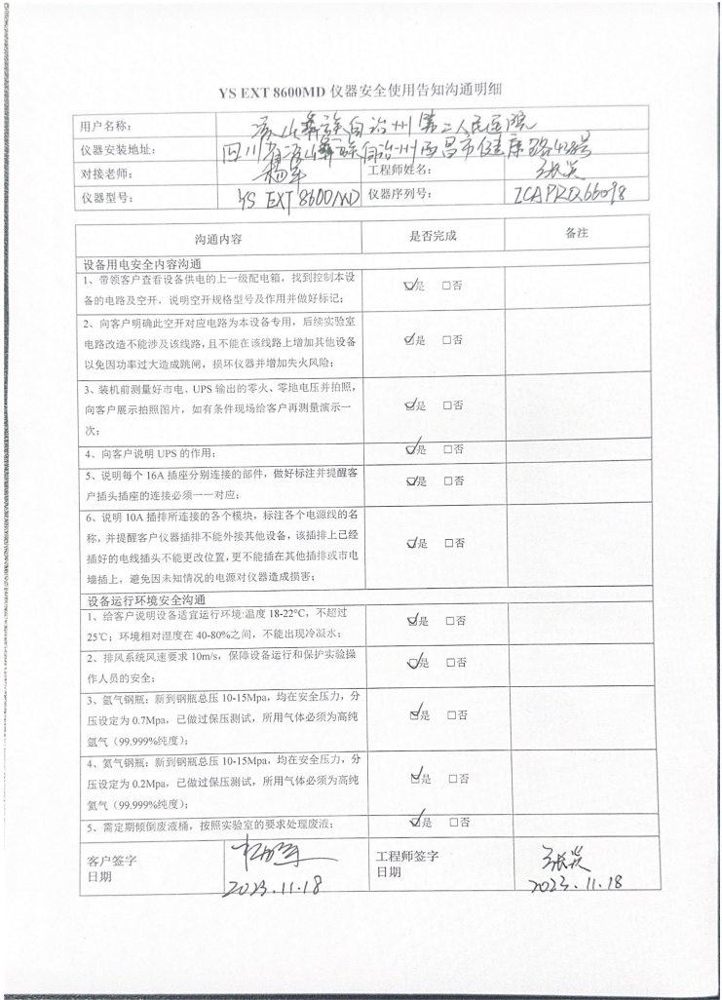 YS EXT 8600MD 仪器安全使用告知沟通明细
用户名称： 凉山彝族自治州第二人民医院
仪器安装地址： 四川省凉山彝族自治州西昌市健康路
对接老师： 杨军 工程师姓名： 张炎
仪器型号： YS EXT 8600MD 仪器序列号： ZCAPRQ66098
沟通内容 是否完成 备注
设备用电安全内容沟通
1、带领客户查看设备供电的上一级配电箱，找到控制本设
备的电路及空开，说明空开规格型号及作用并做好标记；
☑是 □否
2、向客户明确此空开对应电路为本设备专用，后续实验室
电路改造不能涉及该线路，且不能在该线路上增加其他设备
以免因功率过大造成跳闸，损坏仪器并增加失火风险；
☑是 □否
3、装机前测量好市电、UPS 输出的零火、零地电压并拍照，
向客户展示拍照图片，如有条件现场给客户再测量演示一
次；
☑是 □否
4、向客户说明 UPS 的作用；
☑是 □否
5、说明每个 16A 插座分别连接的部件，做好标注并提醒客
户插头插座的连接必须一一对应；
☑是 □否
6、说明 10A 插排所连接的各个模块，标注各个电源线的名
称，并提醒客户仪器插排不能外接其他设备，该插排上已经
插好的电线插头不能更改位置，更不能插在其他插排或市电
墙插上，避免因未知情况的电源对仪器造成损害；
☑是 □否
设备运行环境安全沟通
1、给客户说明设备适宜运行环境:温度 18-22°C，不超过
25℃；环境相对湿度在 40-80%之间，不能出现冷凝水；
☑是 □否
2、排风系统风速要求 10m/s，保障设备运行和保护实验操
作人员的安全；
☑是 □否
3、氩气钢瓶：新到钢瓶总压 10-15Mpa，均在安全压力，分
压设定为 0.7Mpa，已做过保压测试，所用气体必须为高纯
氩气（99.999%纯度）；
☑是 □否
4、氦气钢瓶：新到钢瓶总压 10-15Mpa，均在安全压力，分
压设定为 0.2Mpa，已做过保压测试，所用气体必须为高纯
氦气（99.999%纯度）；
☑是 □否
5、需定期倾倒废液桶，按照实验室的要求处理废液；
☑是 □否
客户签字 杨军 工程师签字 张炎
日期 2023.11.18 日期 2023.11.18